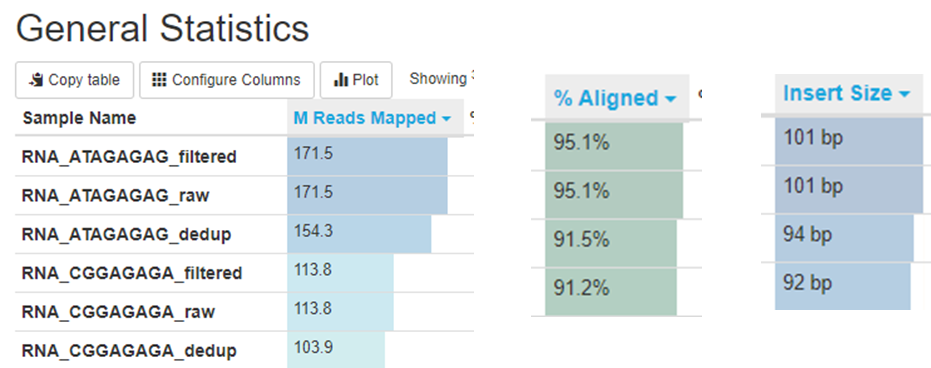 General Statistics
Copy table
Configure Columns
Plot
Showing
Sample Name
M Reads Mapped
RNA_ATAGAGAG_filtered
171.5
RNA_ATAGAGAG_raw
171.5
RNA_ATAGAGAG_dedup
154.3
RNA_CGGAGAGA_filtered
113.8
RNA_CGGAGAGA_raw
113.8
RNA_CGGAGAGA_dedup
103.9
% Aligned
95.1%
95.1%
91.5%
91.2%
Insert Size
101 bp
101 bp
94 bp
92 bp